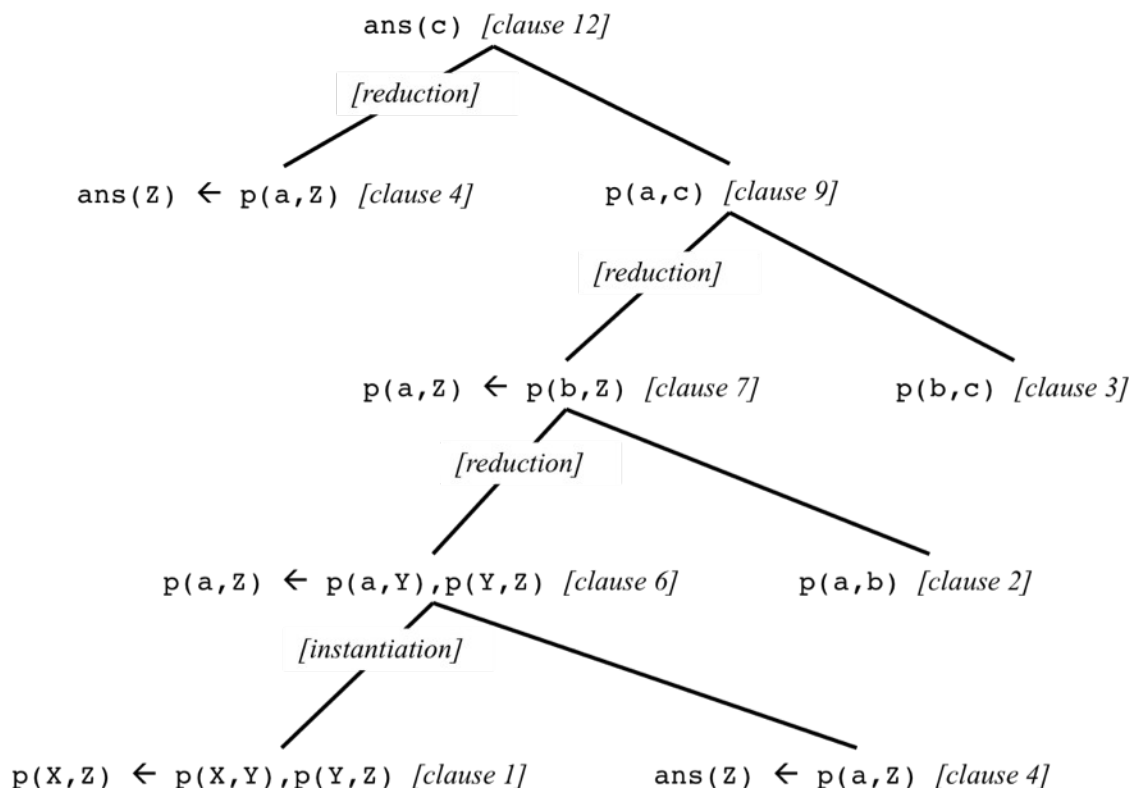 ans(c) [clause 12]
[reduction]
ans(Z) ← p(a,Z) [clause 4] p(a,c) [clause 9]
[reduction]
p(a,Z) ← p(b,Z) [clause 7] p(b,c) [clause 3]
[reduction]
p(a,Z) ← p(a,Y),p(Y,Z) [clause 6] p(a,b) [clause 2]
[instantiation]
p(X,Z) ← p(X,Y),p(Y,Z) [clause 1] ans(Z) ← p(a,Z) [clause 4]